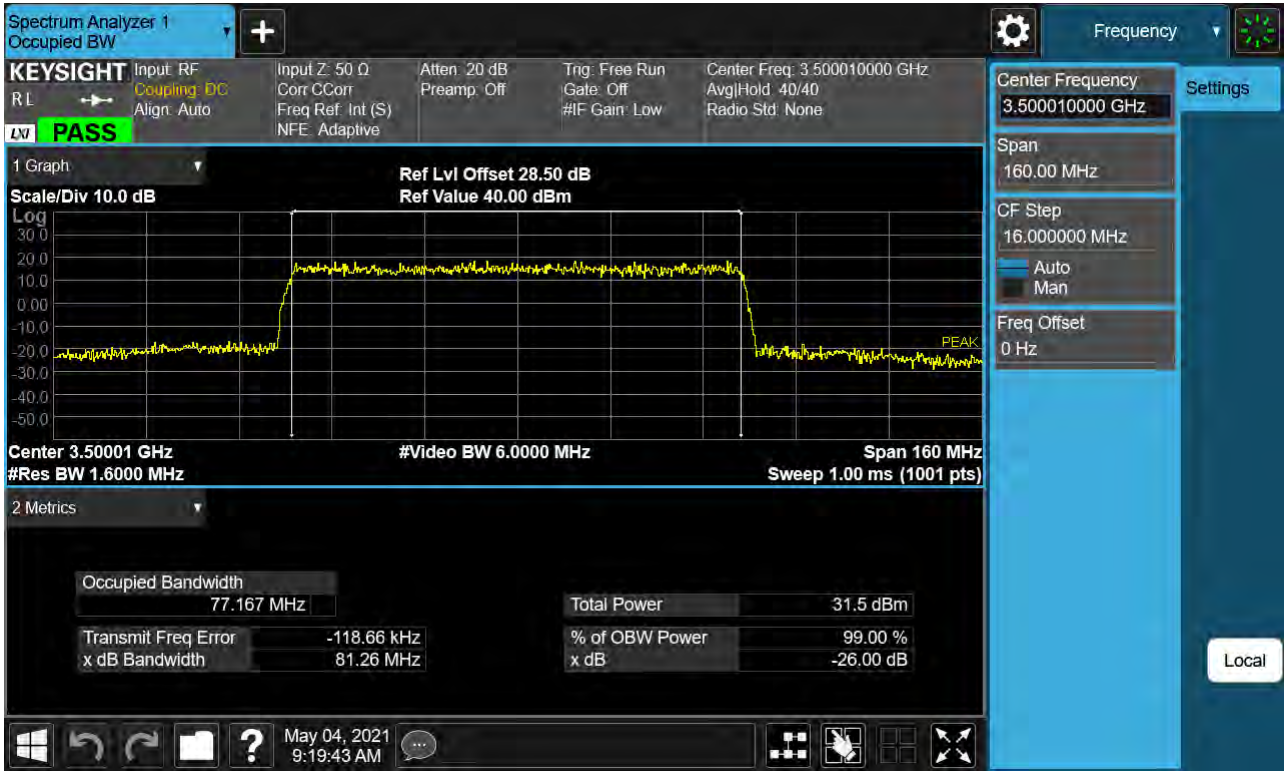 Spectrum Analyzer 1
Occupied BW
+
Frequency
KEYSIGHT
RL
LXI PASS
Input: RF
Coupling: DC
Align: Auto
Input Z: 50 Ω
Corr CCorr
Freq Ref: Int (S)
NFE: Adaptive
Atten: 20 dB
Preamp: Off
Trig: Free Run
Gate: Off
#IF Gain: Low
Center Freq: 3.500010000 GHz
Avg|Hold: 40/40
Radio Std: None
Center Frequency
3.500010000 GHz
Settings
Span
160.00 MHz
CF Step
16.000000 MHz
Auto
Man
Freq Offset
0 Hz
Local
1 Graph
Scale/Div 10.0 dB
Ref Lvl Offset 28.50 dB
Ref Value 40.00 dBm
Log
30.0
20.0
10.0
0.00
-10.0
-20.0
-30.0
-40.0
-50.0
PEAK
Center 3.50001 GHz
#Video BW 6.0000 MHz
Span 160 MHz
#Res BW 1.6000 MHz
Sweep 1.00 ms (1001 pts)
2 Metrics
Occupied Bandwidth
77.167 MHz
Total Power 31.5 dBm
Transmit Freq Error -118.66 kHz
% of OBW Power 99.00 %
x dB Bandwidth 81.26 MHz
x dB -26.00 dB
?
May 04, 2021
9:19:43 AM